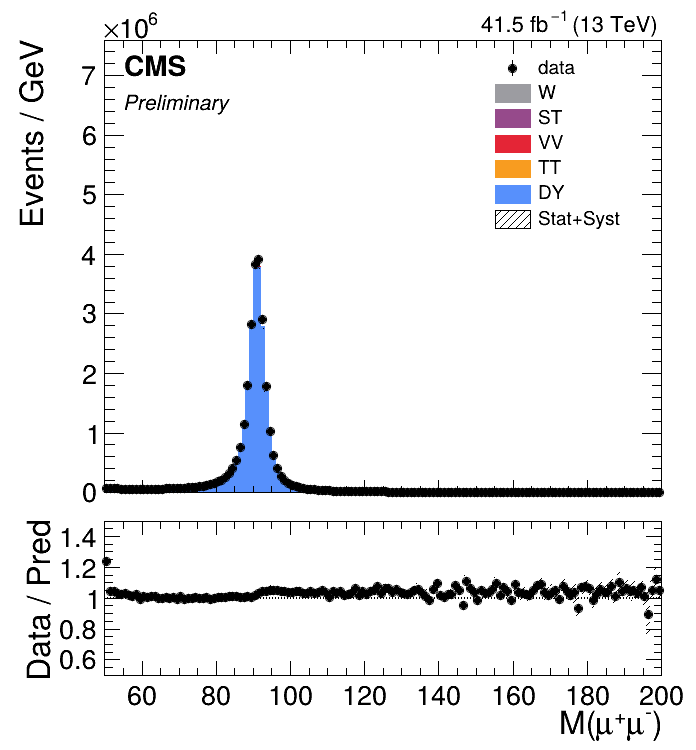 ×10⁶
41.5 fb⁻¹ (13 TeV)
CMS
Preliminary
data
W
ST
VV
TT
DY
Stat+Syst
Events / GeV
7
6
5
4
3
2
1
0
Data / Pred
1.4
1.2
1
0.8
0.6
60 80 100 120 140 160 180 200
M(μ⁺μ⁻)